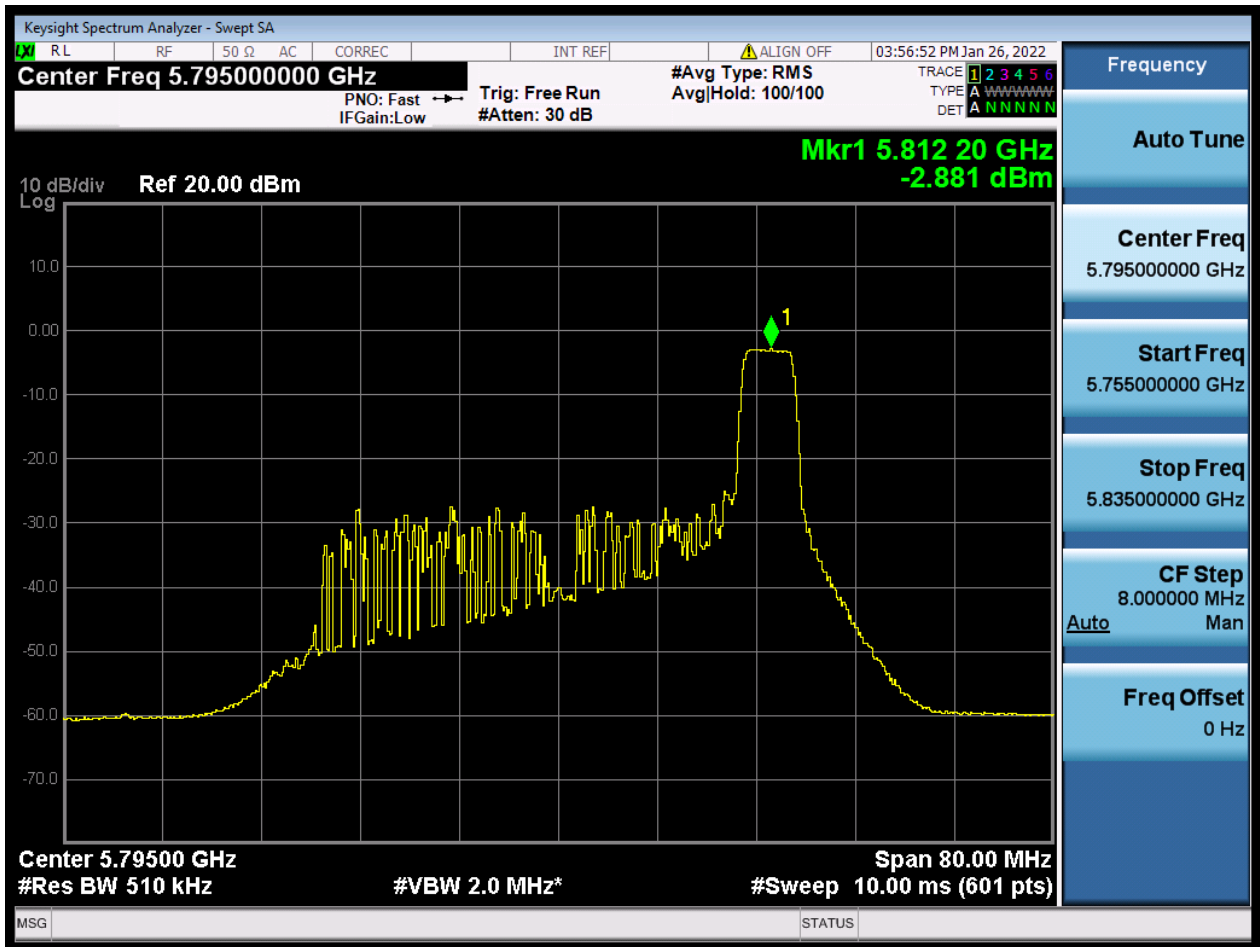 Keysight Spectrum Analyzer - Swept SA
LXI RL RF 50 Ω AC CORREC INT REF ALIGN OFF 03:56:52 PM Jan 26, 2022
Center Freq 5.795000000 GHz
PNO: Fast
IFGain:Low
Trig: Free Run
#Atten: 30 dB
#Avg Type: RMS
Avg|Hold: 100/100
TRACE 1 2 3 4 5 6
TYPE A WWWWW
DET A N N N N N
Mkr1 5.812 20 GHz
-2.881 dBm
10 dB/div Ref 20.00 dBm
Log
10.0
0.00
-10.0
-20.0
-30.0
-40.0
-50.0
-60.0
-70.0
1
Center 5.79500 GHz Span 80.00 MHz
#Res BW 510 kHz #VBW 2.0 MHz* #Sweep 10.00 ms (601 pts)
MSG STATUS
Frequency
Auto Tune
Center Freq
5.795000000 GHz
Start Freq
5.755000000 GHz
Stop Freq
5.835000000 GHz
CF Step
8.000000 MHz
Auto Man
Freq Offset
0 Hz